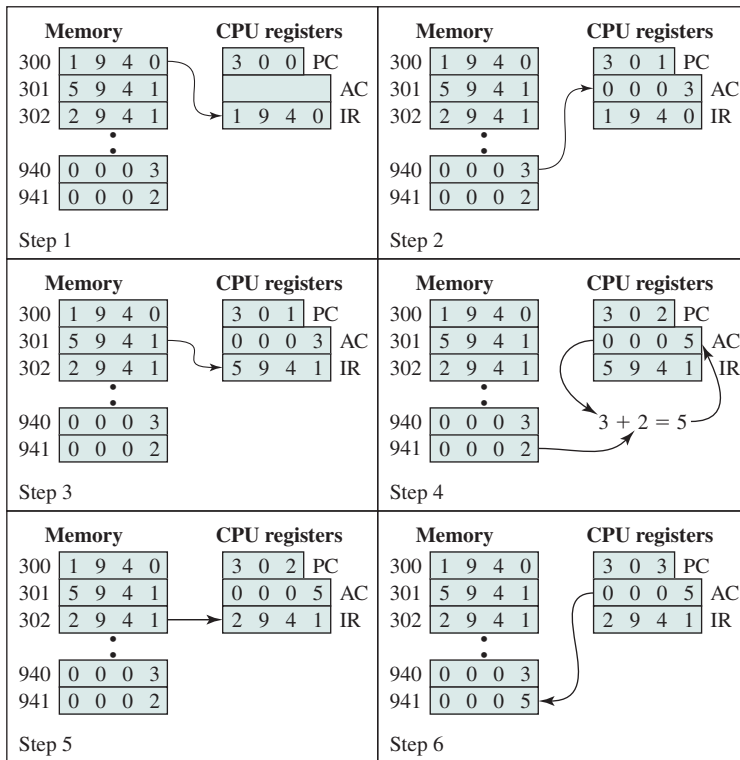 Memory CPU registers
300 1 9 4 0 3 0 0 PC
301 5 9 4 1 AC
302 2 9 4 1 1 9 4 0 IR
940 0 0 0 3
941 0 0 0 2
Step 1
Memory CPU registers
300 1 9 4 0 3 0 1 PC
301 5 9 4 1 0 0 0 3 AC
302 2 9 4 1 1 9 4 0 IR
940 0 0 0 3
941 0 0 0 2
Step 2
Memory CPU registers
300 1 9 4 0 3 0 1 PC
301 5 9 4 1 0 0 0 3 AC
302 2 9 4 1 5 9 4 1 IR
940 0 0 0 3
941 0 0 0 2
Step 3
Memory CPU registers
300 1 9 4 0 3 0 2 PC
301 5 9 4 1 0 0 0 5 AC
302 2 9 4 1 5 9 4 1 IR
940 0 0 0 3 3 + 2 = 5
941 0 0 0 2
Step 4
Memory CPU registers
300 1 9 4 0 3 0 2 PC
301 5 9 4 1 0 0 0 5 AC
302 2 9 4 1 2 9 4 1 IR
940 0 0 0 3
941 0 0 0 2
Step 5
Memory CPU registers
300 1 9 4 0 3 0 3 PC
301 5 9 4 1 0 0 0 5 AC
302 2 9 4 1 2 9 4 1 IR
940 0 0 0 3
941 0 0 0 5
Step 6